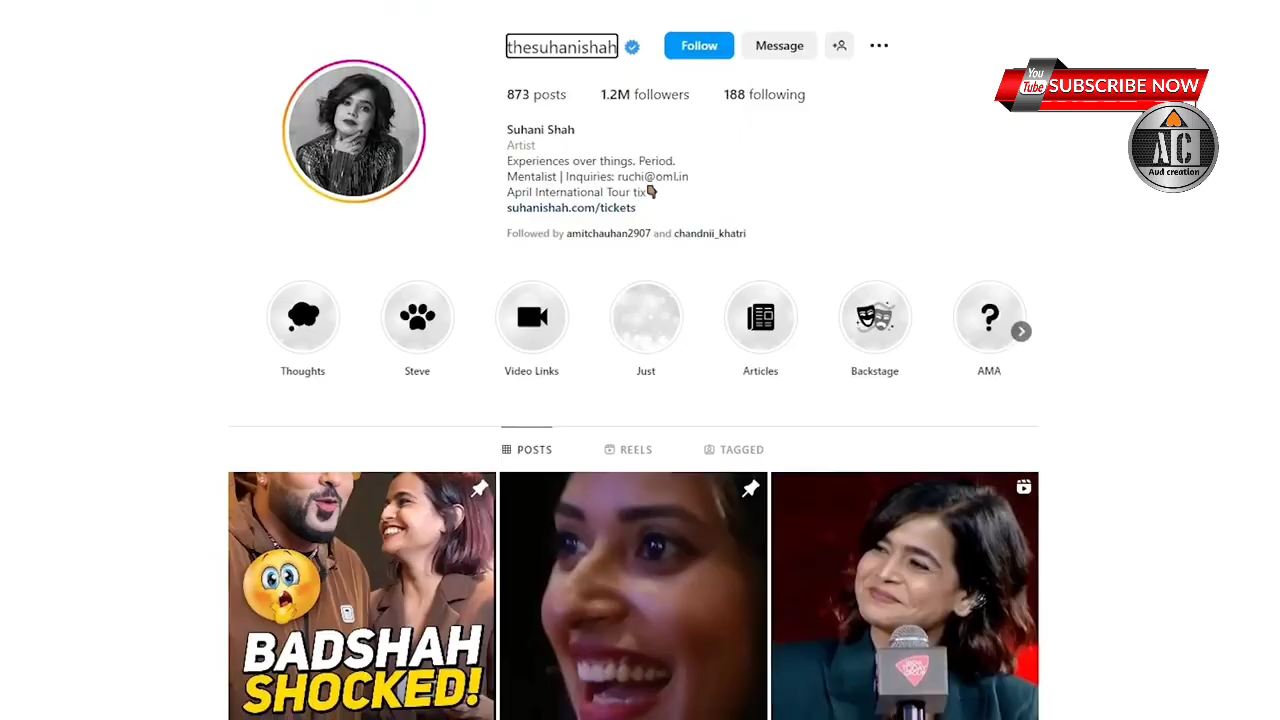 thesuhanishah
Follow
Message
You
Tube
SUBSCRIBE NOW
873 posts
1.2M followers
188 following
AC
Aud creation
Suhani Shah
Artist
Experiences over things. Period.
Mentalist | Inquiries: ruchi@oml.in
April International Tour tix
suhanishah.com/tickets
Followed by amitchauhan2907 and chandnii_khatri
Thoughts
Steve
Video Links
Just
Articles
Backstage
AMA
POSTS
REELS
TAGGED
BADSHAH
SHOCKED!